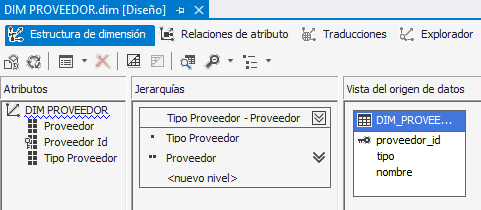 DIM PROVEEDOR.dim [Diseño]
Estructura de dimensión
Relaciones de atributo
Traducciones
Explorador
Atributos
DIM PROVEEDOR
Proveedor
Proveedor Id
Tipo Proveedor
Jerarquías
Tipo Proveedor - Proveedor
Tipo Proveedor
Proveedor
<nuevo nivel>
Vista del origen de datos
DIM_PROVEE...
proveedor_id
tipo
nombre